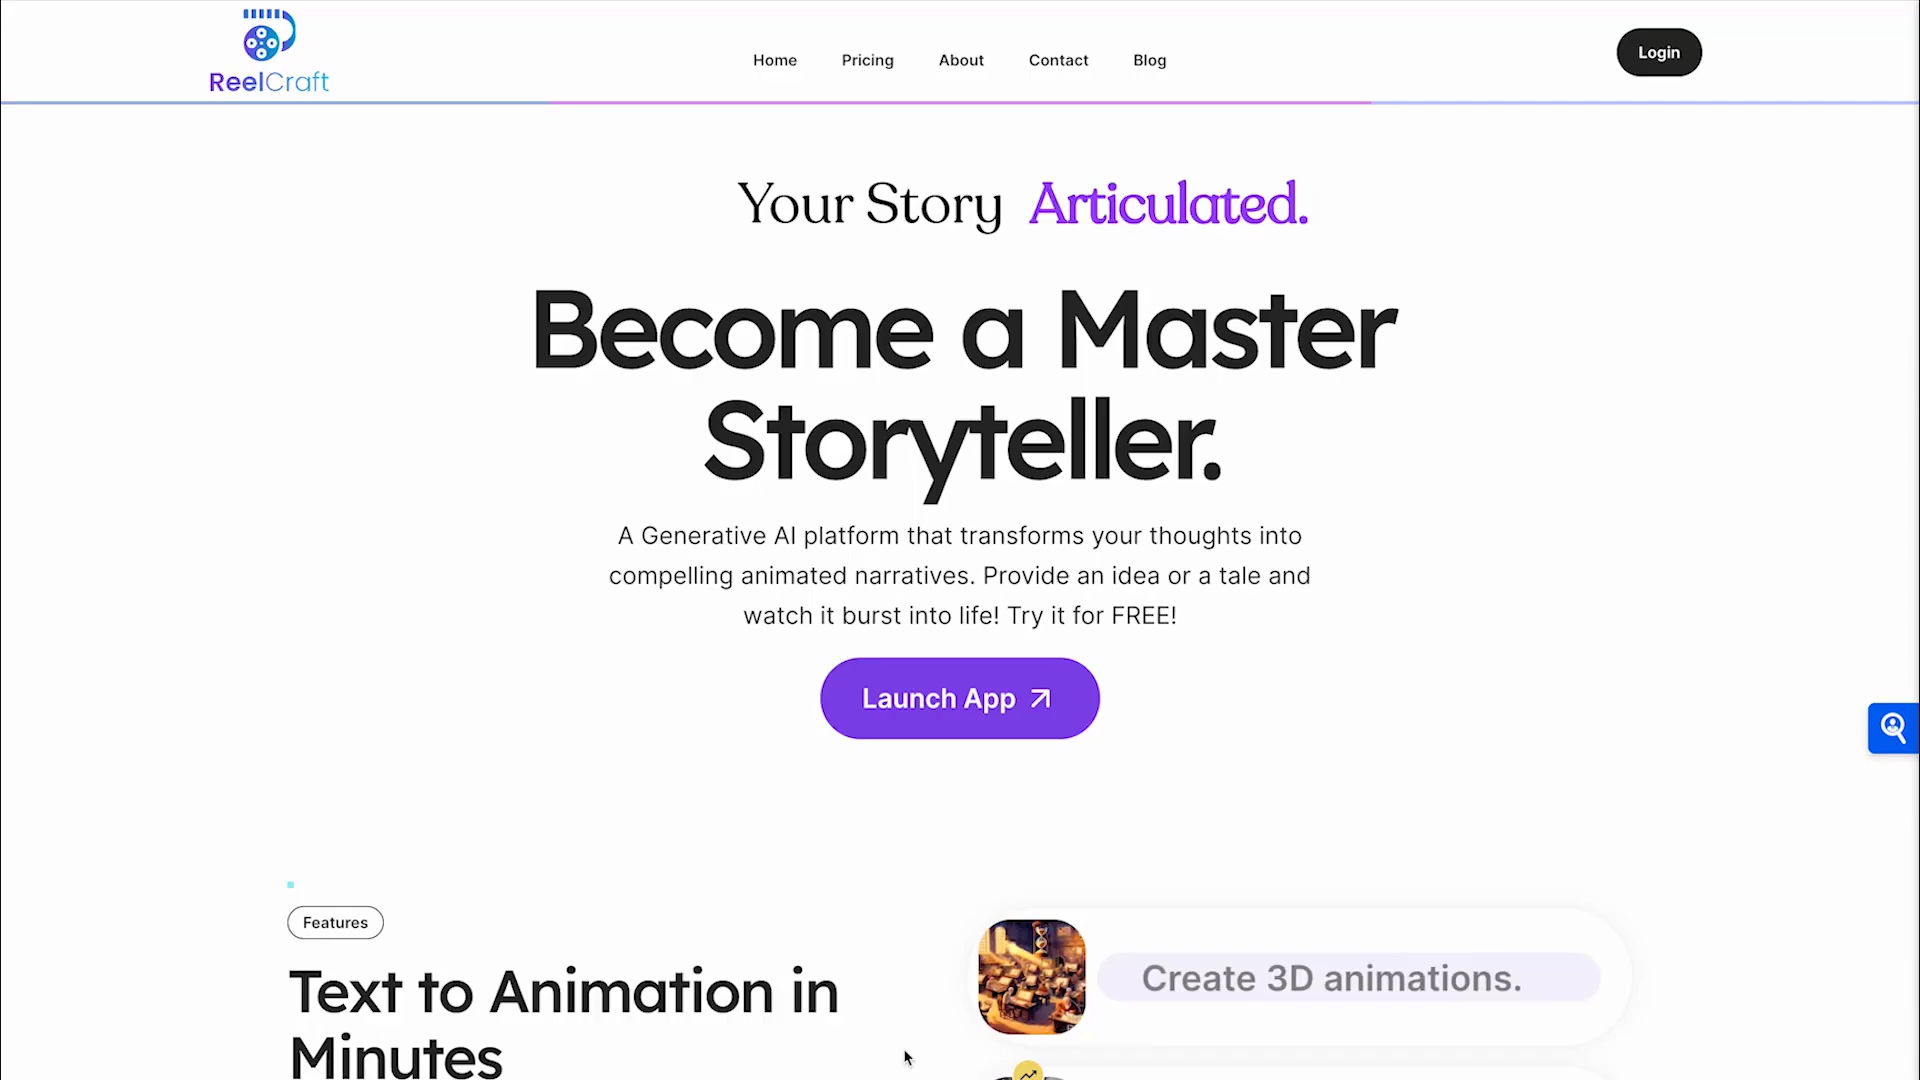 ReelCraft
Home Pricing About Contact Blog
Login
Your Story Articulated.
Become a Master
Storyteller.
A Generative AI platform that transforms your thoughts into
compelling animated narratives. Provide an idea or a tale and
watch it burst into life! Try it for FREE!
Launch App
Features
Text to Animation in
Minutes
Create 3D animations.